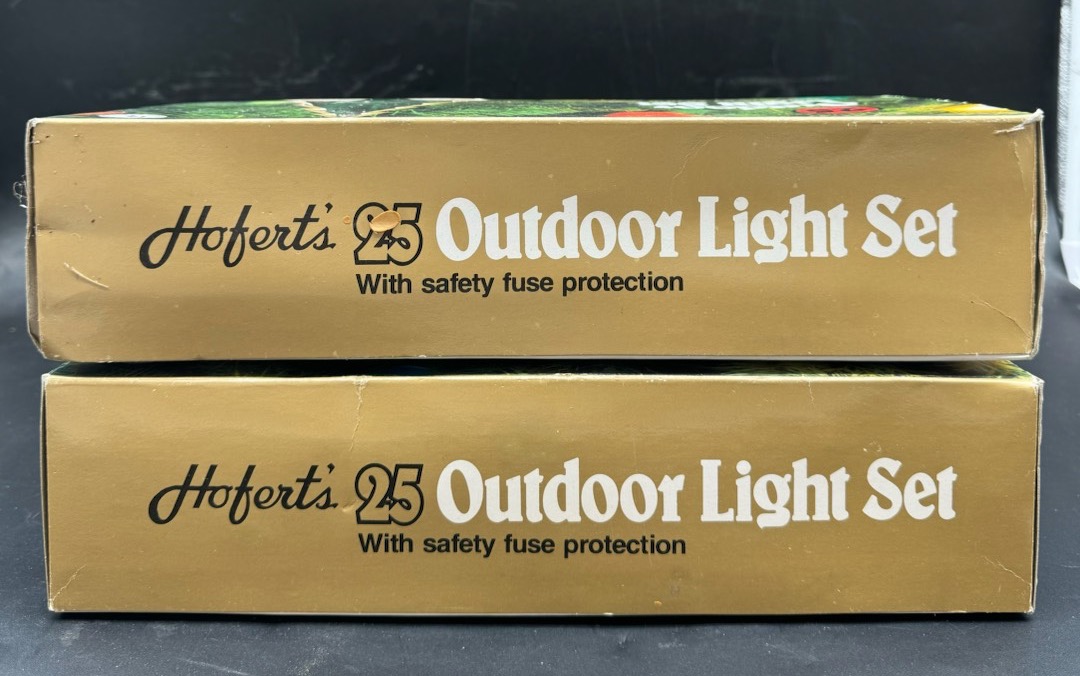 Hofert's 25 Outdoor Light Set
With safety fuse protection
Hofert's 25 Outdoor Light Set
With safety fuse protection